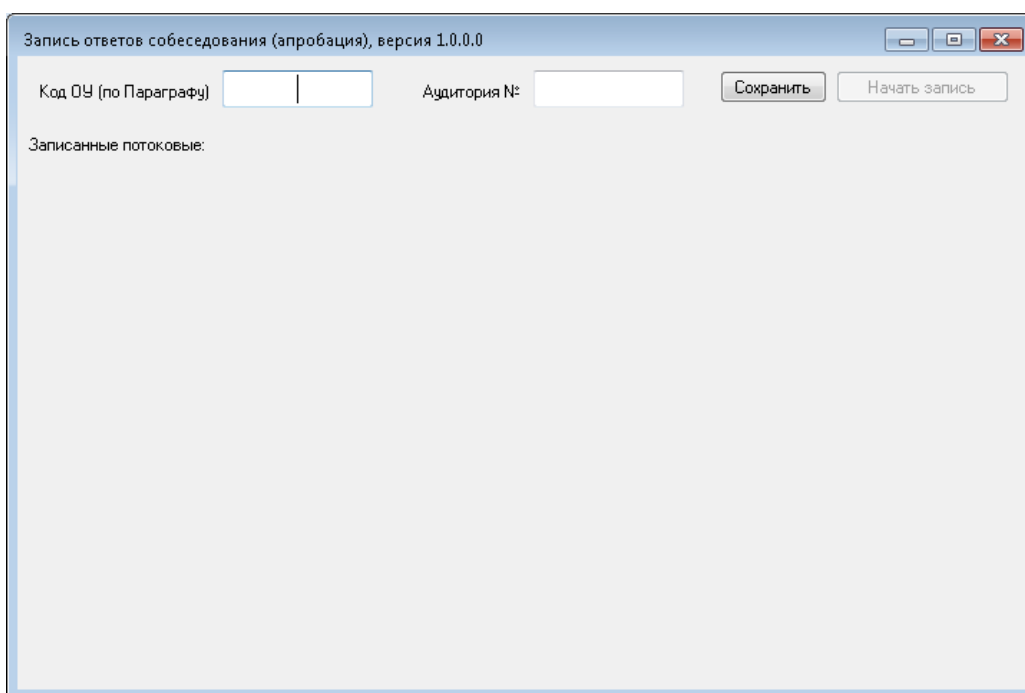 Запись ответов собеседования (апробация), версия 1.0.0.0
Код ОУ (по Параграфу) Аудитория № Сохранить Начать запись
Записанные потоковые: